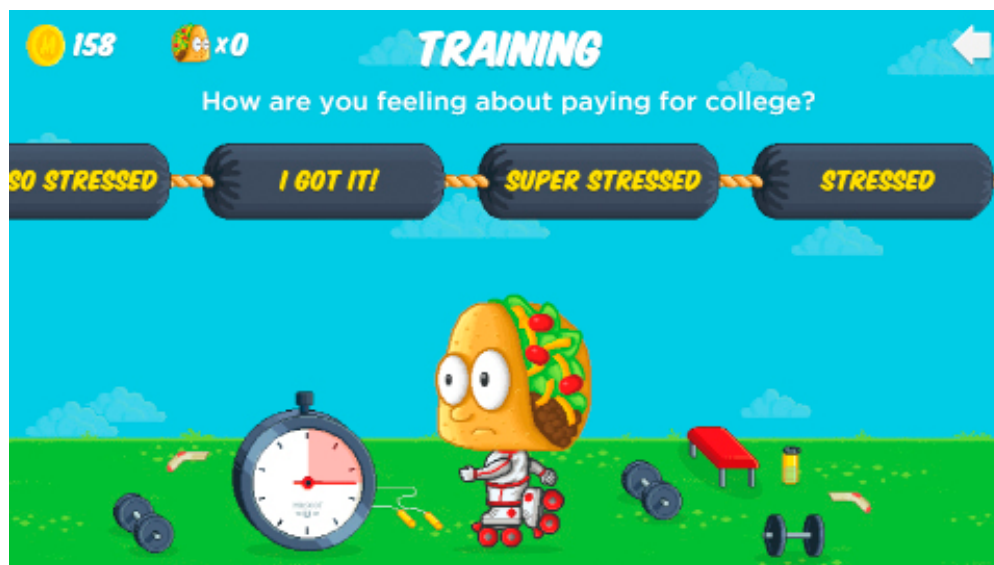 158
x0
TRAINING
How are you feeling about paying for college?
SO STRESSED
I GOT IT!
SUPER STRESSED
STRESSED